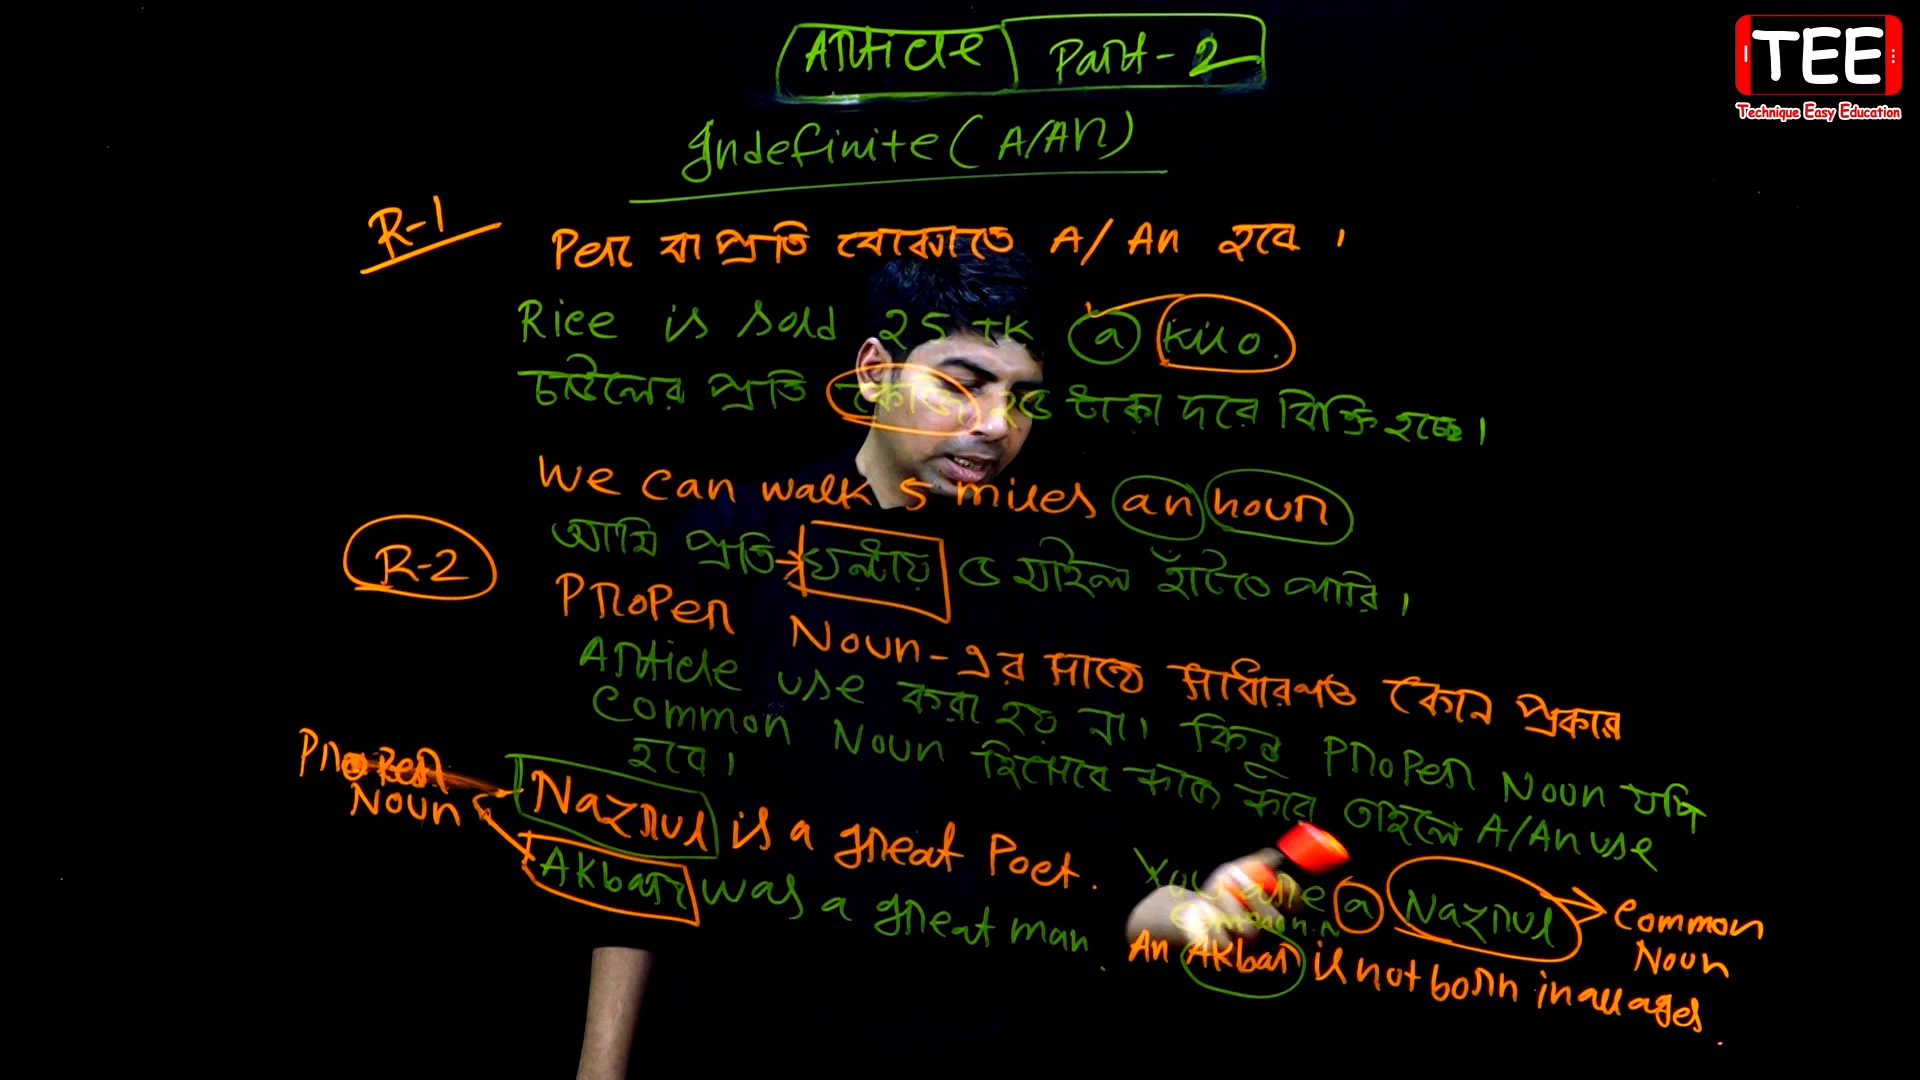 Article Part-2
TEE
Technique Easy Education
Indefinite (A/An)
R-1
Per বা প্রতি বোঝাতে A/An হবে।
Rice is sold 25 TK a kilo.
চাউলের প্রতি কেজি ২৫ টাকা দরে বিক্রি হচ্ছে।
We can walk 5 miles an hour
আমি প্রতি ঘন্টায় ৫ মাইল হাঁটতে পারি।
R-2
Proper Noun-এর সাথে সাধারণত কোন প্রকার
Article use করা হয় না। কিন্তু Proper Noun যদি
Common Noun হিসেবে কাজ করে তাহলে A/An use
হবে।
Proper Noun
Nazrul is a great Poet.
Akbar was a great man.
You are a Nazrul
Common Noun
An Akbar is not born in all ages.